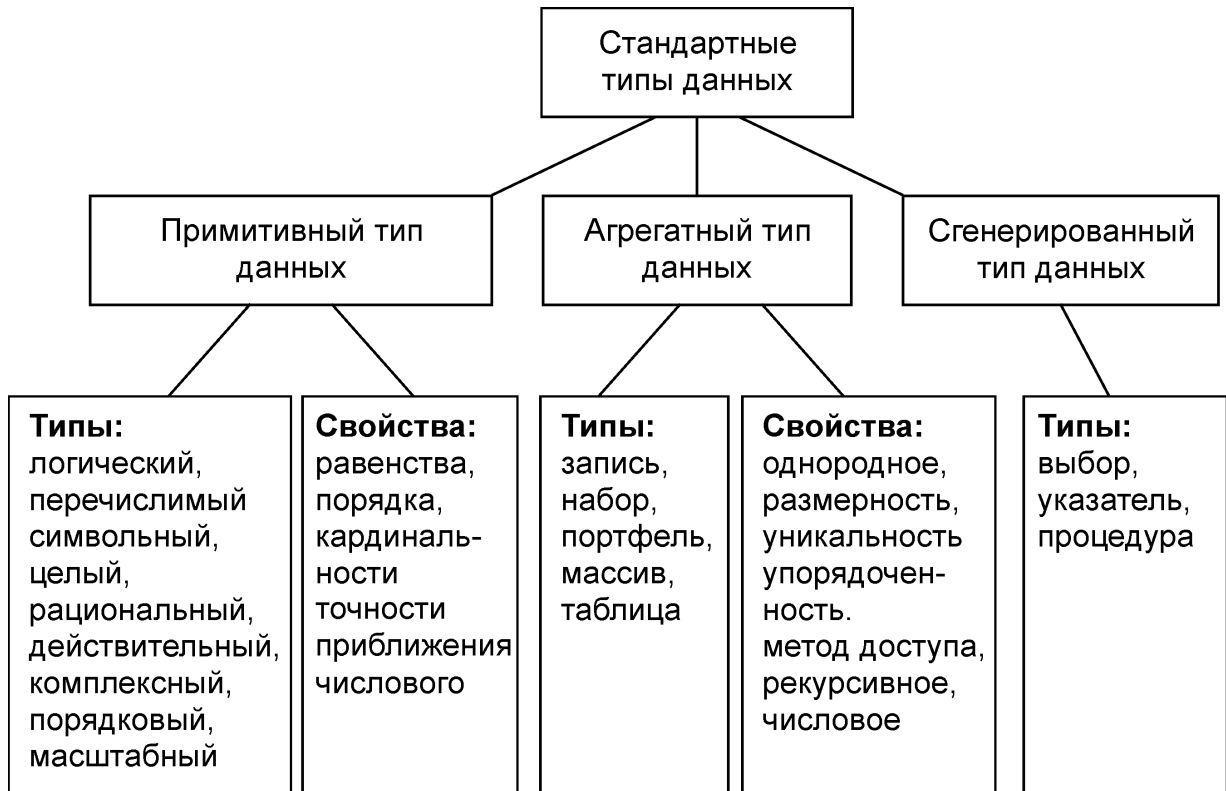 Стандартные
типы данных
Примитивный тип
данных
Агрегатный тип
данных
Сгенерированный
тип данных
Типы:
логический,
перечислимый
символьный,
целый,
рациональный,
действительный,
комплексный,
порядковый,
масштабный
Свойства:
равенства,
порядка,
кардиналь-
ности
точности
приближения
числового
Типы:
запись,
набор,
портфель,
массив,
таблица
Свойства:
однородное,
размерность,
уникальность
упорядочен-
ность.
метод доступа,
рекурсивное,
числовое
Типы:
выбор,
указатель,
процедура